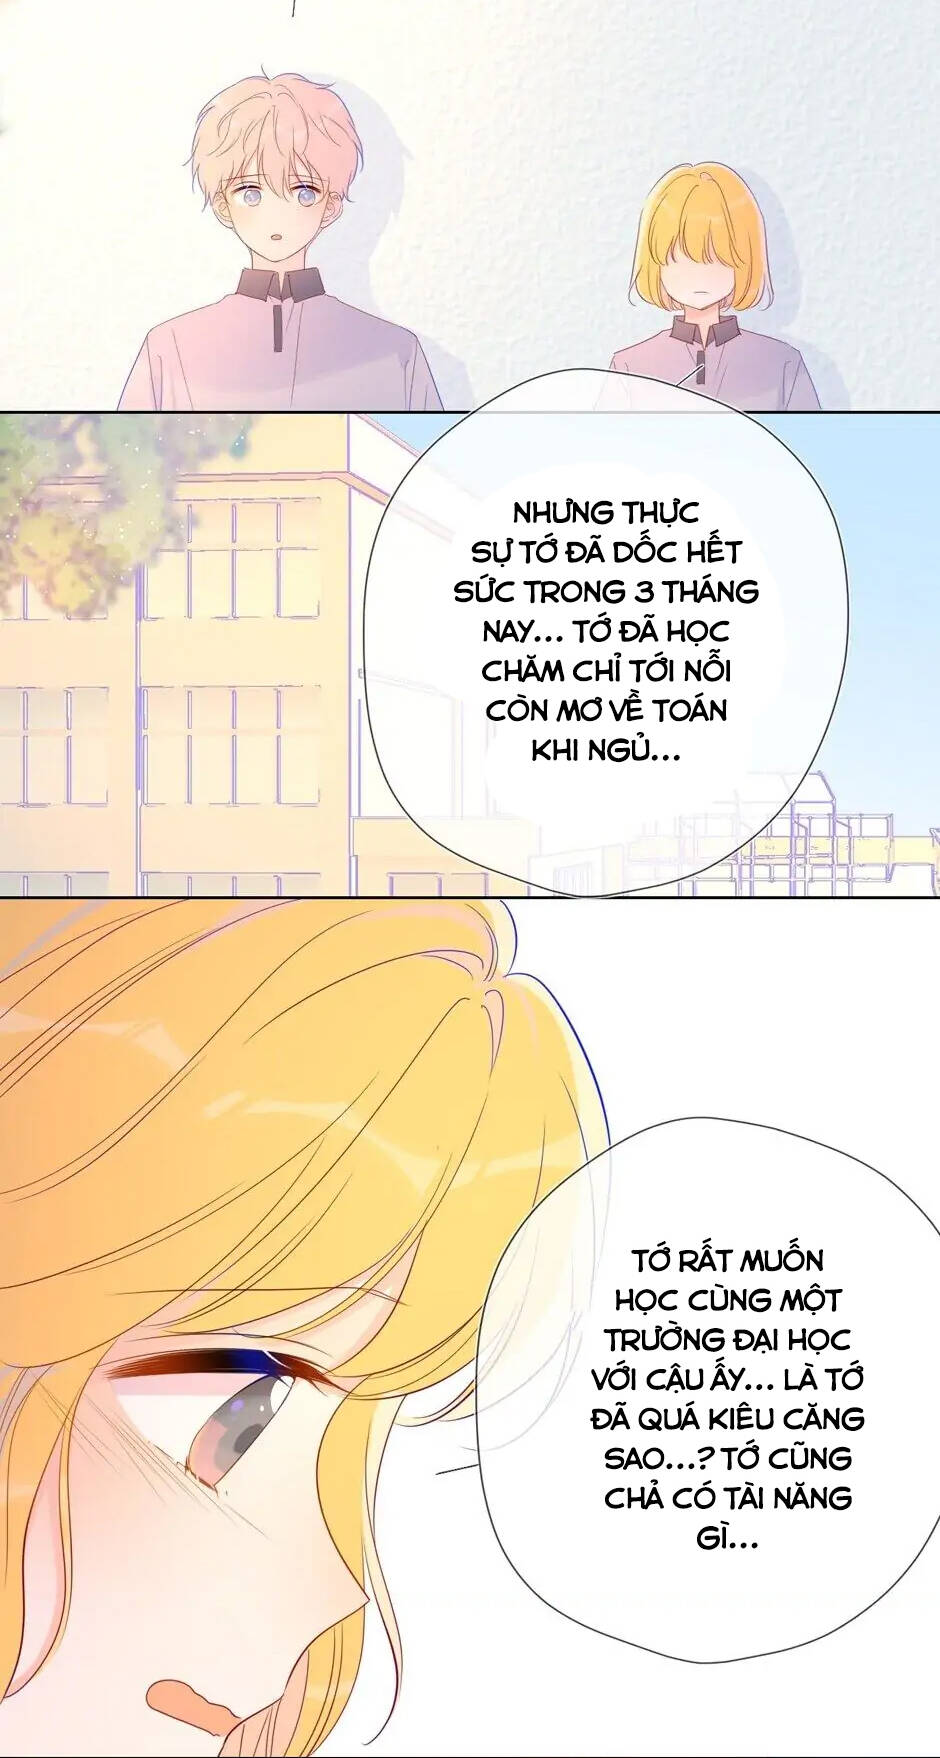 NHƯNG THỰC
SỰ TỚ ĐÃ DỐC HẾT
SỨC TRONG 3 THÁNG
NAY... TỚ ĐÃ HỌC
CHĂM CHỈ TỚI NỖI
CÒN MƠ VỀ TOÁN
KHI NGỦ...
TỚ RẤT MUỐN
HỌC CÙNG MỘT
TRƯỜNG ĐẠI HỌC
VỚI CẬU ẤY... LÀ TỚ
ĐÃ QUÁ KIÊU CĂNG
SAO...? TỚ CŨNG
CHẢ CÓ TÀI NĂNG
GÌ...